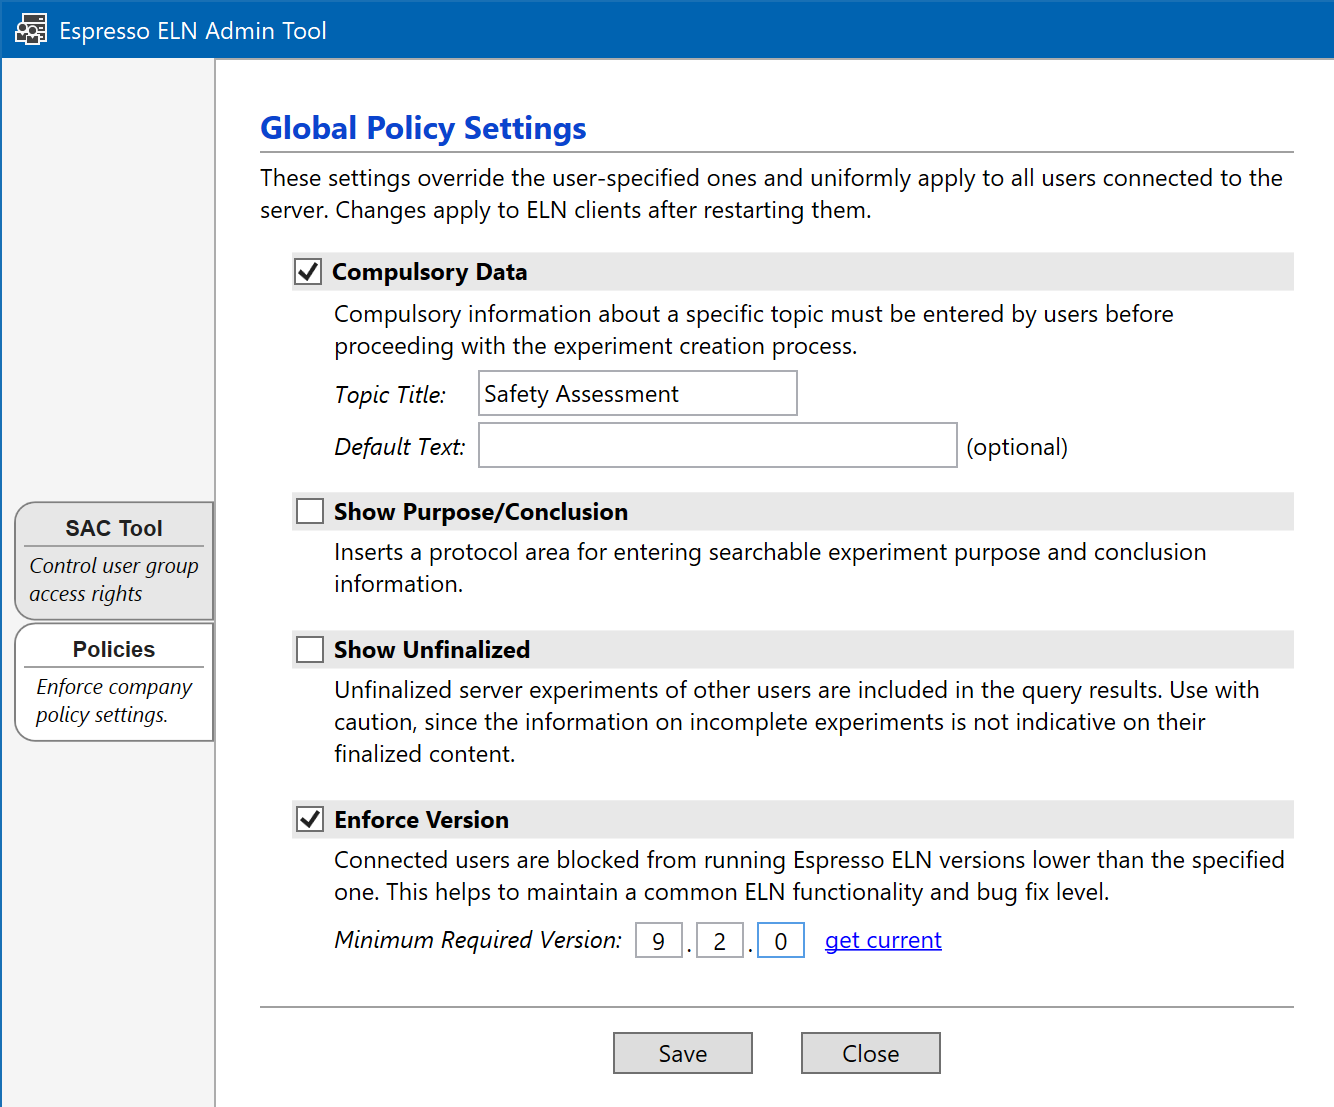 Espresso ELN Admin Tool
Global Policy Settings
These settings override the user-specified ones and uniformly apply to all users connected to the
server. Changes apply to ELN clients after restarting them.
Compulsory Data
Compulsory information about a specific topic must be entered by users before
proceeding with the experiment creation process.
Topic Title: Safety Assessment
Default Text: (optional)
Show Purpose/Conclusion
Inserts a protocol area for entering searchable experiment purpose and conclusion
information.
Show Unfinalized
Unfinalized server experiments of other users are included in the query results. Use with
caution, since the information on incomplete experiments is not indicative on their
finalized content.
Enforce Version
Connected users are blocked from running Espresso ELN versions lower than the specified
one. This helps to maintain a common ELN functionality and bug fix level.
Minimum Required Version: 9 . 2 . 0 get current
Save Close
SAC Tool
Control user group
access rights
Policies
Enforce company
policy settings.